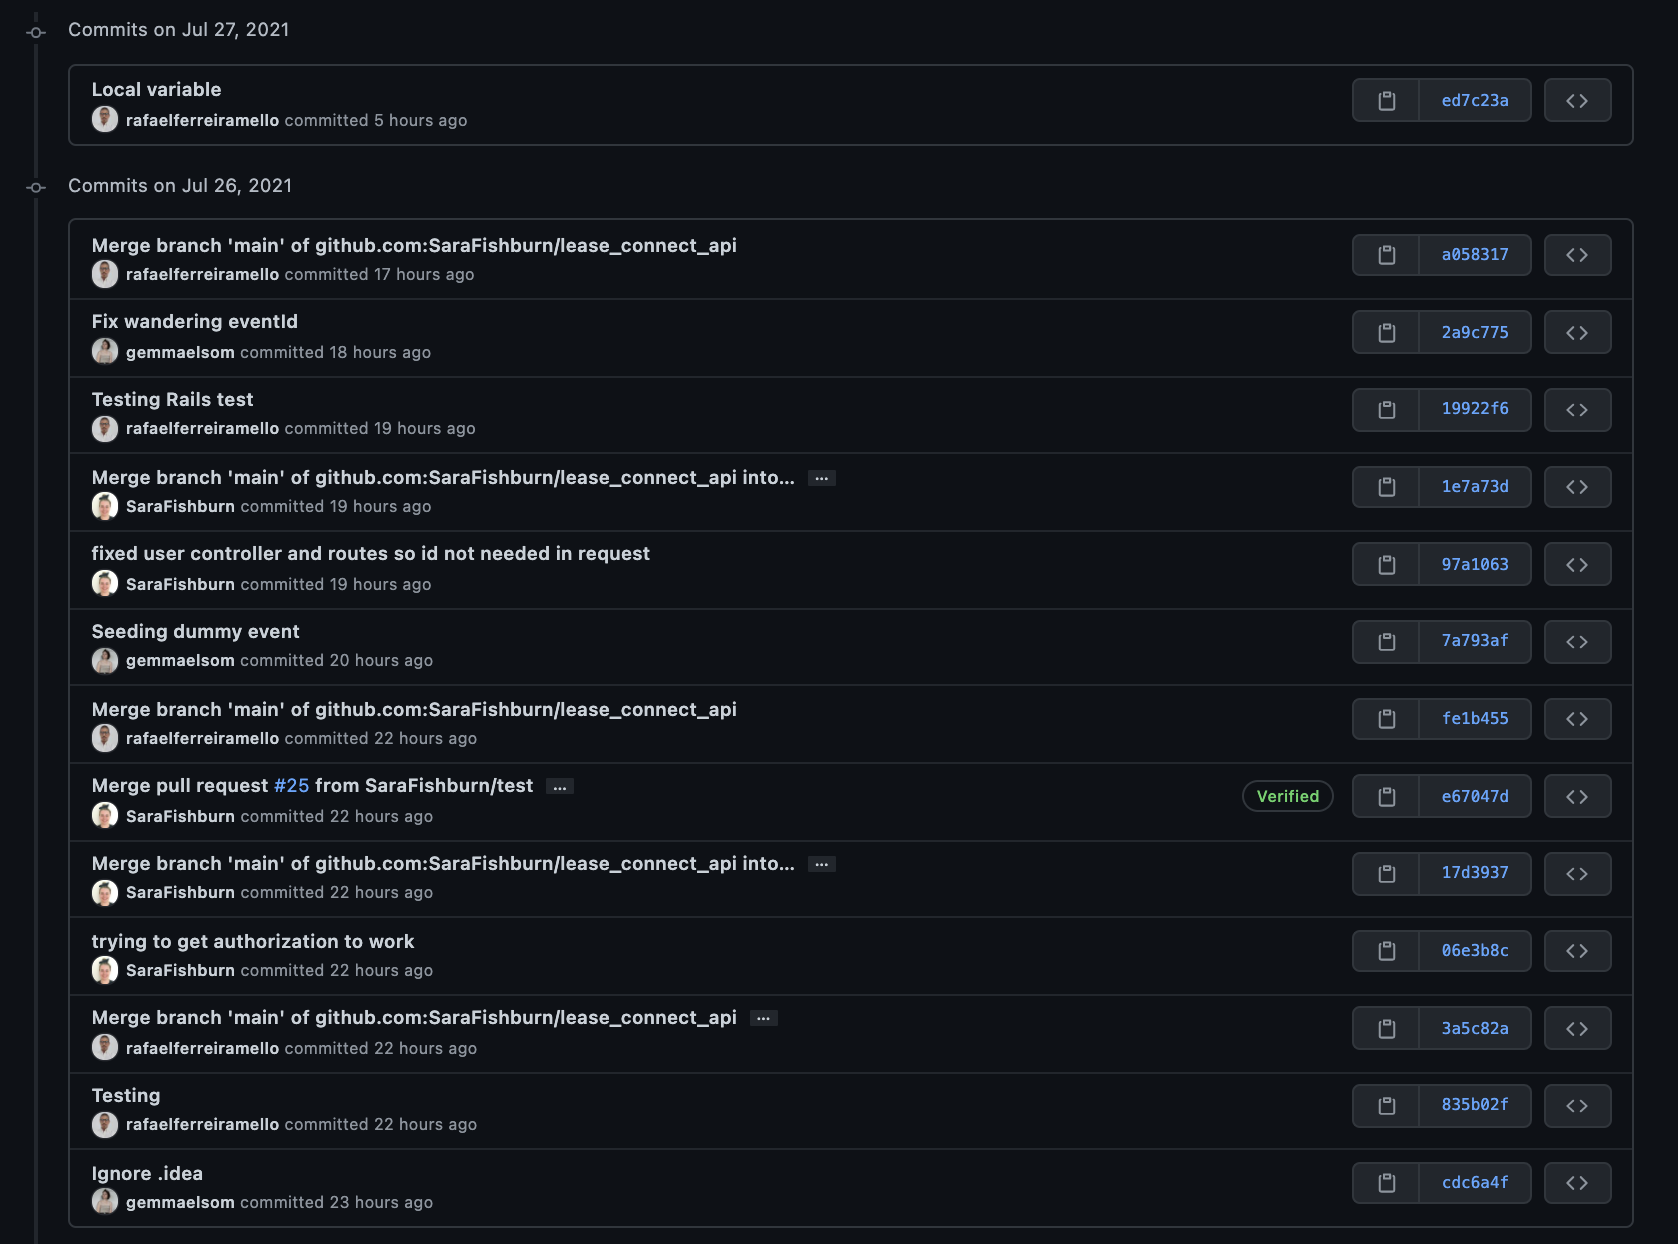 Commits on Jul 27, 2021
Local variable
ed7c23a
rafaelferreiramello committed 5 hours ago
Commits on Jul 26, 2021
Merge branch 'main' of github.com:SaraFishburn/lease_connect_api
a058317
rafaelferreiramello committed 17 hours ago
Fix wandering eventId
2a9c775
gemmaelsom committed 18 hours ago
Testing Rails test
19922f6
rafaelferreiramello committed 19 hours ago
Merge branch 'main' of github.com:SaraFishburn/lease_connect_api into... ...
1e7a73d
SaraFishburn committed 19 hours ago
fixed user controller and routes so id not needed in request
97a1063
SaraFishburn committed 19 hours ago
Seeding dummy event
7a793af
gemmaelsom committed 20 hours ago
Merge branch 'main' of github.com:SaraFishburn/lease_connect_api
fe1b455
rafaelferreiramello committed 22 hours ago
Merge pull request #25 from SaraFishburn/test ...
Verified
e67047d
SaraFishburn committed 22 hours ago
Merge branch 'main' of github.com:SaraFishburn/lease_connect_api into... ...
17d3937
SaraFishburn committed 22 hours ago
trying to get authorization to work
06e3b8c
SaraFishburn committed 22 hours ago
Merge branch 'main' of github.com:SaraFishburn/lease_connect_api ...
3a5c82a
rafaelferreiramello committed 22 hours ago
Testing
835b02f
rafaelferreiramello committed 22 hours ago
Ignore .idea
cdc6a4f
gemmaelsom committed 23 hours ago